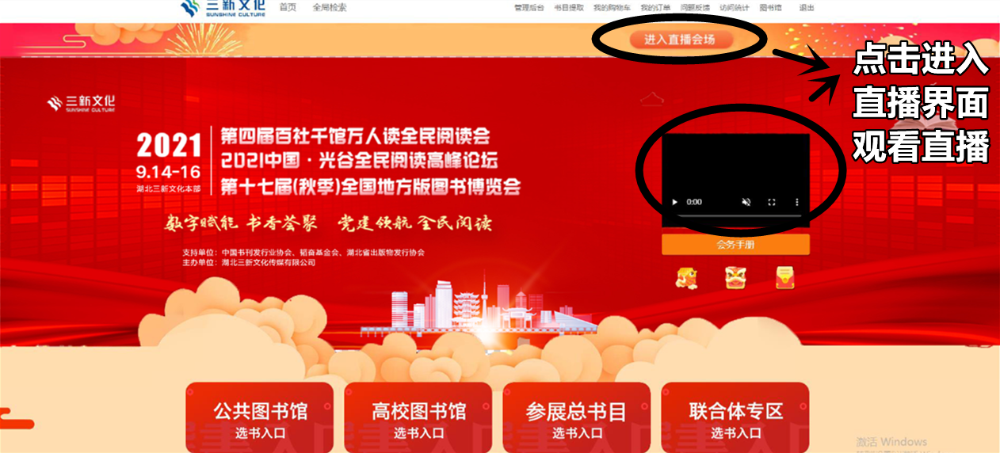 三新文化
SUNSHINE CULTURE
首页 全局检索
管理后台 书目提取 我的购物车 我的订单 问题反馈 访问统计 图书馆 退出
进入直播会场
点击进入
直播界面
观看直播
三新文化
SUNSHINE CULTURE
2021
9.14-16
湖北三新文化本部
第四届百社千馆万人读全民阅读会
2021中国·光谷全民阅读高峰论坛
第十七届(秋季)全国地方版图书博览会
数字赋能 书香荟聚 党建领航 全民阅读
支持单位：中国书刊发行业协会、韬奋基金会、湖北省出版物发行协会
主办单位：湖北三新文化传媒有限公司
0:00
会务手册
公共图书馆
选书入口
高校图书馆
选书入口
参展总书目
选书入口
联合体专区
选书入口
激活 Windows